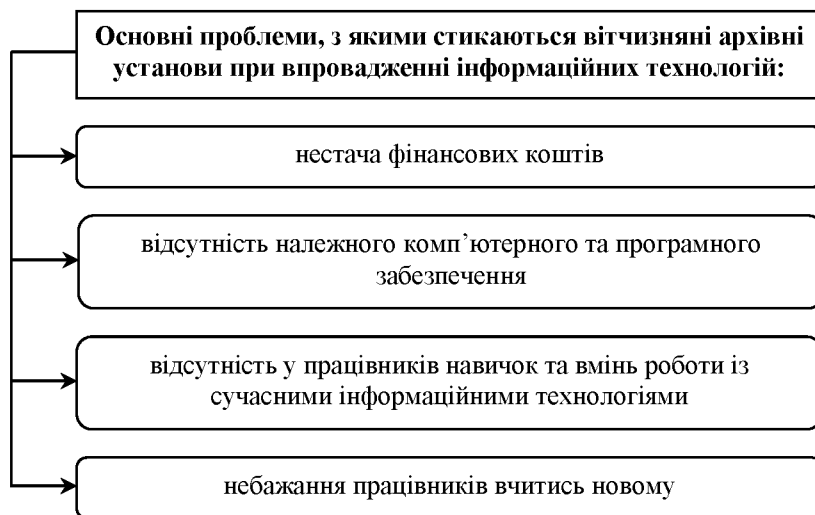 Основні проблеми, з якими стикаються вітчизняні архівні
установи при впровадженні інформаційних технологій:
нестача фінансових коштів
відсутність належного комп’ютерного та програмного
забезпечення
відсутність у працівників навичок та вмінь роботи із
сучасними інформаційними технологіями
небажання працівників вчитись новому